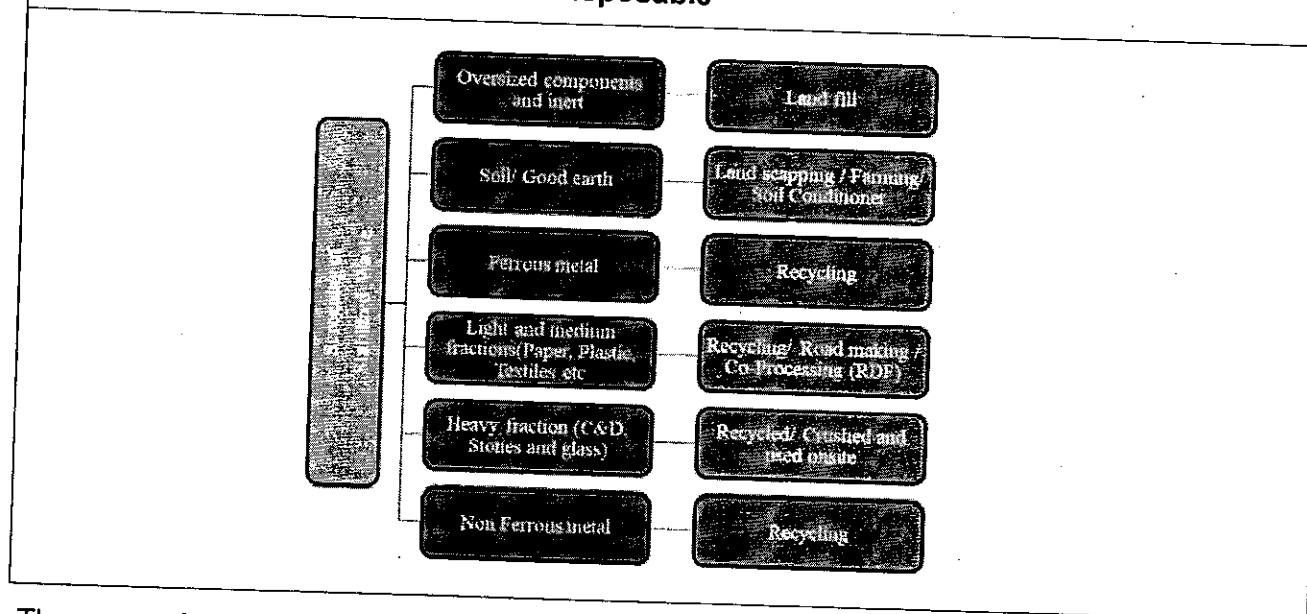 Oversized components
and inert
Land fill
Soil/ Good earth
Land scapping / Farming/
Soil Conditioner
Ferrous metal
Recycling
Light and medium
fractions(Paper, Plastic,
Textiles etc
Recycling/ Road making /
Co-Processing (RDF)
Heavy fraction (C&D,
Stones and glass)
Recycled/ Crushed and
used onsite
Non Ferrous metal
Recycling